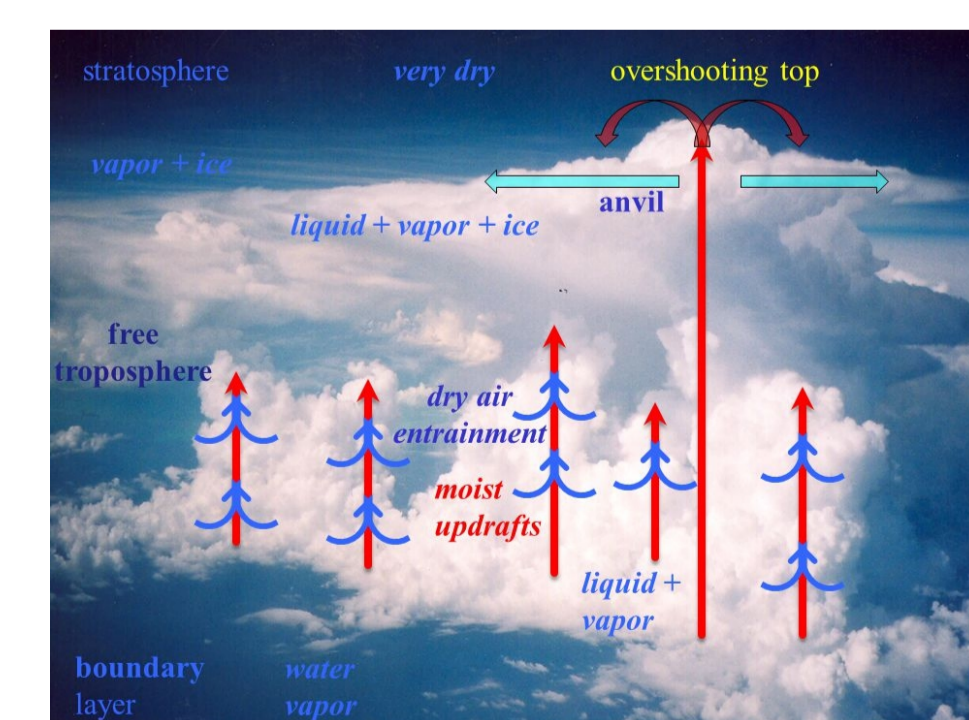 stratosphere
very dry
overshooting top
vapor + ice
anvil
liquid + vapor + ice
free
troposphere
dry air
entrainment
moist
updrafts
liquid +
vapor
boundary
layer
water
vapor